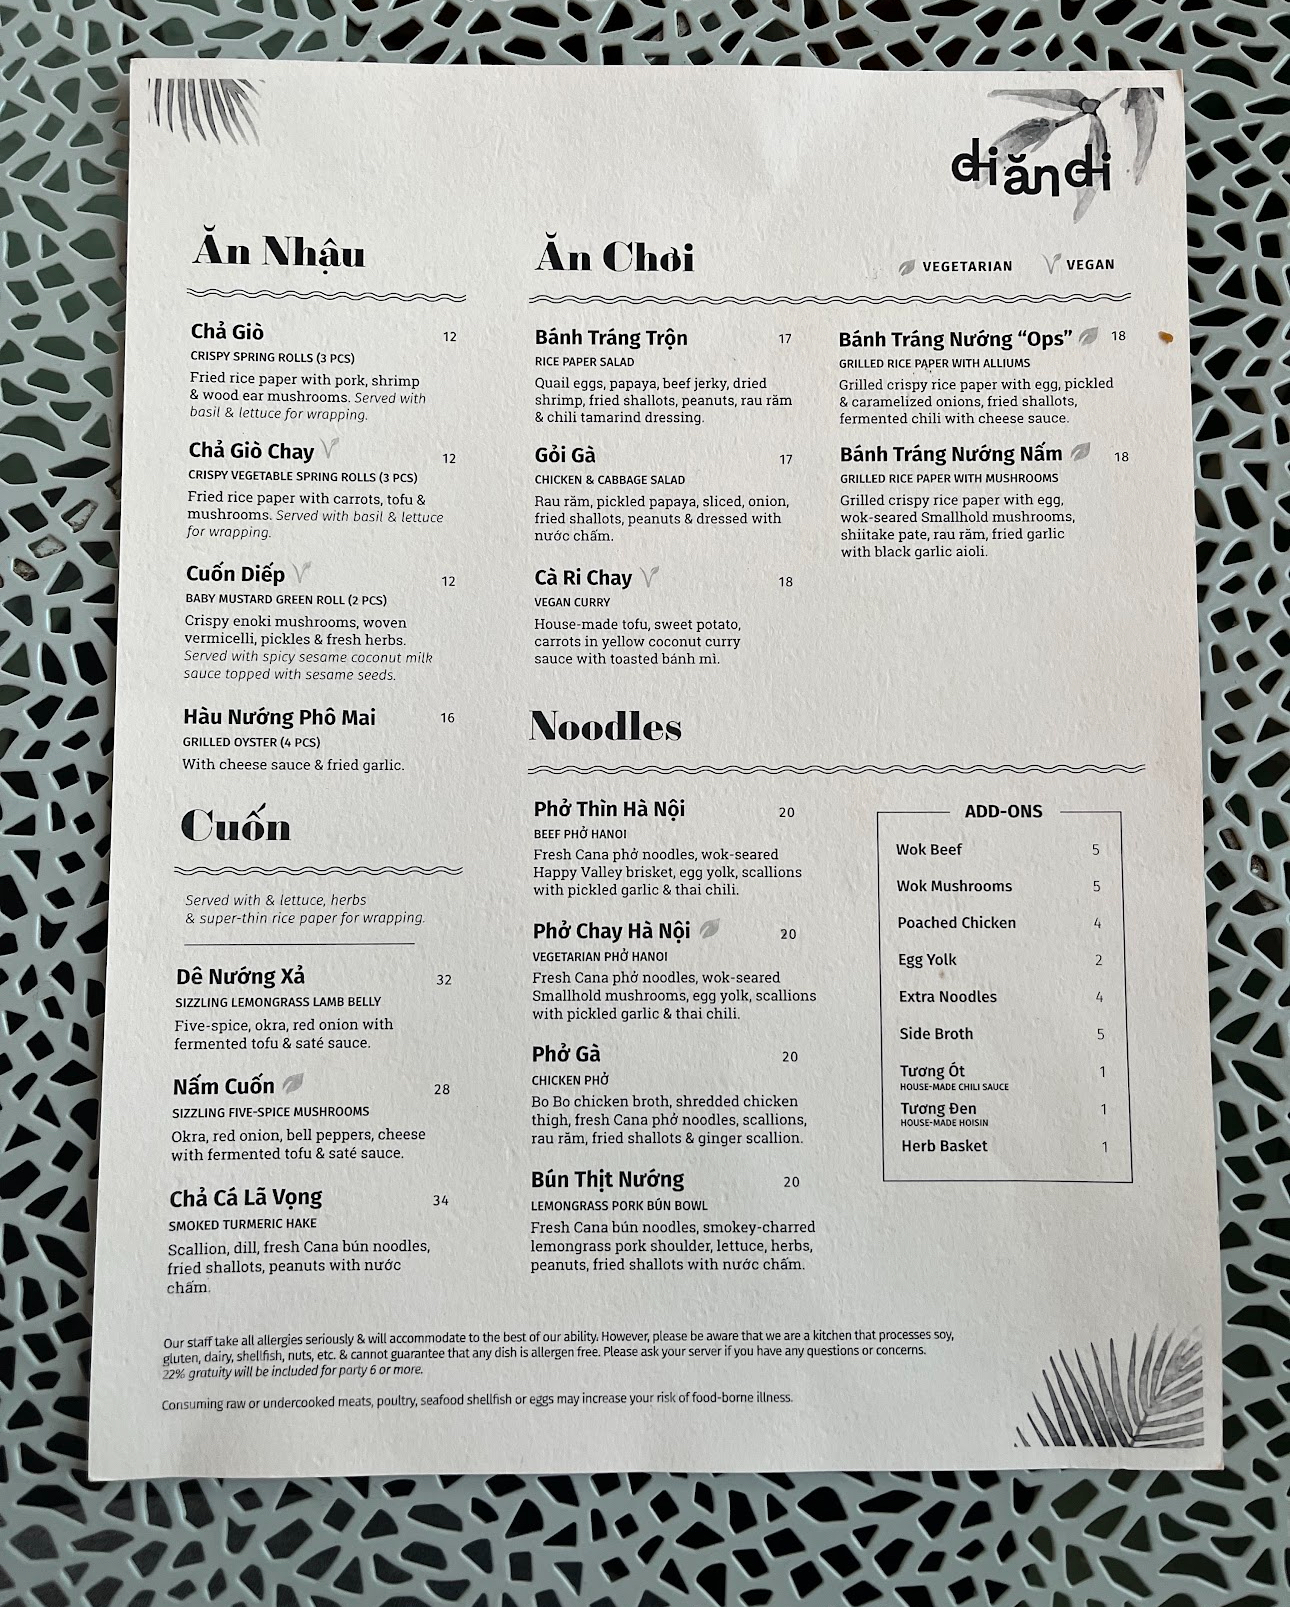 đi ăn đi
Ăn Nhậu
Chả Giò 12
CRISPY SPRING ROLLS (3 PCS)
Fried rice paper with pork, shrimp
& wood ear mushrooms. Served with
basil & lettuce for wrapping.
Chả Giò Chay 12
CRISPY VEGETABLE SPRING ROLLS (3 PCS)
Fried rice paper with carrots, tofu &
mushrooms. Served with basil & lettuce
for wrapping.
Cuốn Diếp 12
BABY MUSTARD GREEN ROLL (2 PCS)
Crispy enoki mushrooms, woven
vermicelli, pickles & fresh herbs.
Served with spicy sesame coconut milk
sauce topped with sesame seeds.
Hàu Nướng Phô Mai 16
GRILLED OYSTER (4 PCS)
With cheese sauce & fried garlic.
Cuốn
Served with & lettuce, herbs
& super-thin rice paper for wrapping.
Dê Nướng Xả 32
SIZZLING LEMONGRASS LAMB BELLY
Five-spice, okra, red onion with
fermented tofu & saté sauce.
Nấm Cuốn 28
SIZZLING FIVE-SPICE MUSHROOMS
Okra, red onion, bell peppers, cheese
with fermented tofu & saté sauce.
Chả Cá Lã Vọng 34
SMOKED TURMERIC HAKE
Scallion, dill, fresh Cana bún noodles,
fried shallots, peanuts with nước
chấm.
Ăn Chơi
VEGETARIAN VEGAN
Bánh Tráng Trộn 17
RICE PAPER SALAD
Quail eggs, papaya, beef jerky, dried
shrimp, fried shallots, peanuts, rau răm
& chili tamarind dressing.
Gỏi Gà 17
CHICKEN & CABBAGE SALAD
Rau răm, pickled papaya, sliced, onion,
fried shallots, peanuts & dressed with
nước chấm.
Cà Ri Chay 18
VEGAN CURRY
House-made tofu, sweet potato,
carrots in yellow coconut curry
sauce with toasted bánh mì.
Bánh Tráng Nướng “Ops” 18
GRILLED RICE PAPER WITH ALLIUMS
Grilled crispy rice paper with egg, pickled
& caramelized onions, fried shallots,
fermented chili with cheese sauce.
Bánh Tráng Nướng Nấm 18
GRILLED RICE PAPER WITH MUSHROOMS
Grilled crispy rice paper with egg,
wok-seared Smallhold mushrooms,
shiitake pate, rau răm, fried garlic
with black garlic aioli.
Noodles
Phở Thìn Hà Nội 20
BEEF PHỞ HANOI
Fresh Cana phở noodles, wok-seared
Happy Valley brisket, egg yolk, scallions
with pickled garlic & thai chili.
Phở Chay Hà Nội 20
VEGETARIAN PHỞ HANOI
Fresh Cana phở noodles, wok-seared
Smallhold mushrooms, egg yolk, scallions
with pickled garlic & thai chili.
Phở Gà 20
CHICKEN PHỞ
Bo Bo chicken broth, shredded chicken
thigh, fresh Cana phở noodles, scallions,
rau răm, fried shallots & ginger scallion.
Bún Thịt Nướng 20
LEMONGRASS PORK BÚN BOWL
Fresh Cana bún noodles, smokey-charred
lemongrass pork shoulder, lettuce, herbs,
peanuts, fried shallots with nước chấm.
ADD-ONS
Wok Beef 5
Wok Mushrooms 5
Poached Chicken 4
Egg Yolk 2
Extra Noodles 4
Side Broth 5
Tương Ớt 1
HOUSE-MADE CHILI SAUCE
Tương Đen 1
HOUSE-MADE HOISIN
Herb Basket 1
Our staff take all allergies seriously & will accommodate to the best of our ability. However, please be aware that we are a kitchen that processes soy,
gluten, dairy, shellfish, nuts, etc. & cannot guarantee that any dish is allergen free. Please ask your server if you have any questions or concerns.
22% gratuity will be included for party 6 or more.
Consuming raw or undercooked meats, poultry, seafood shellfish or eggs may increase your risk of food-borne illness.